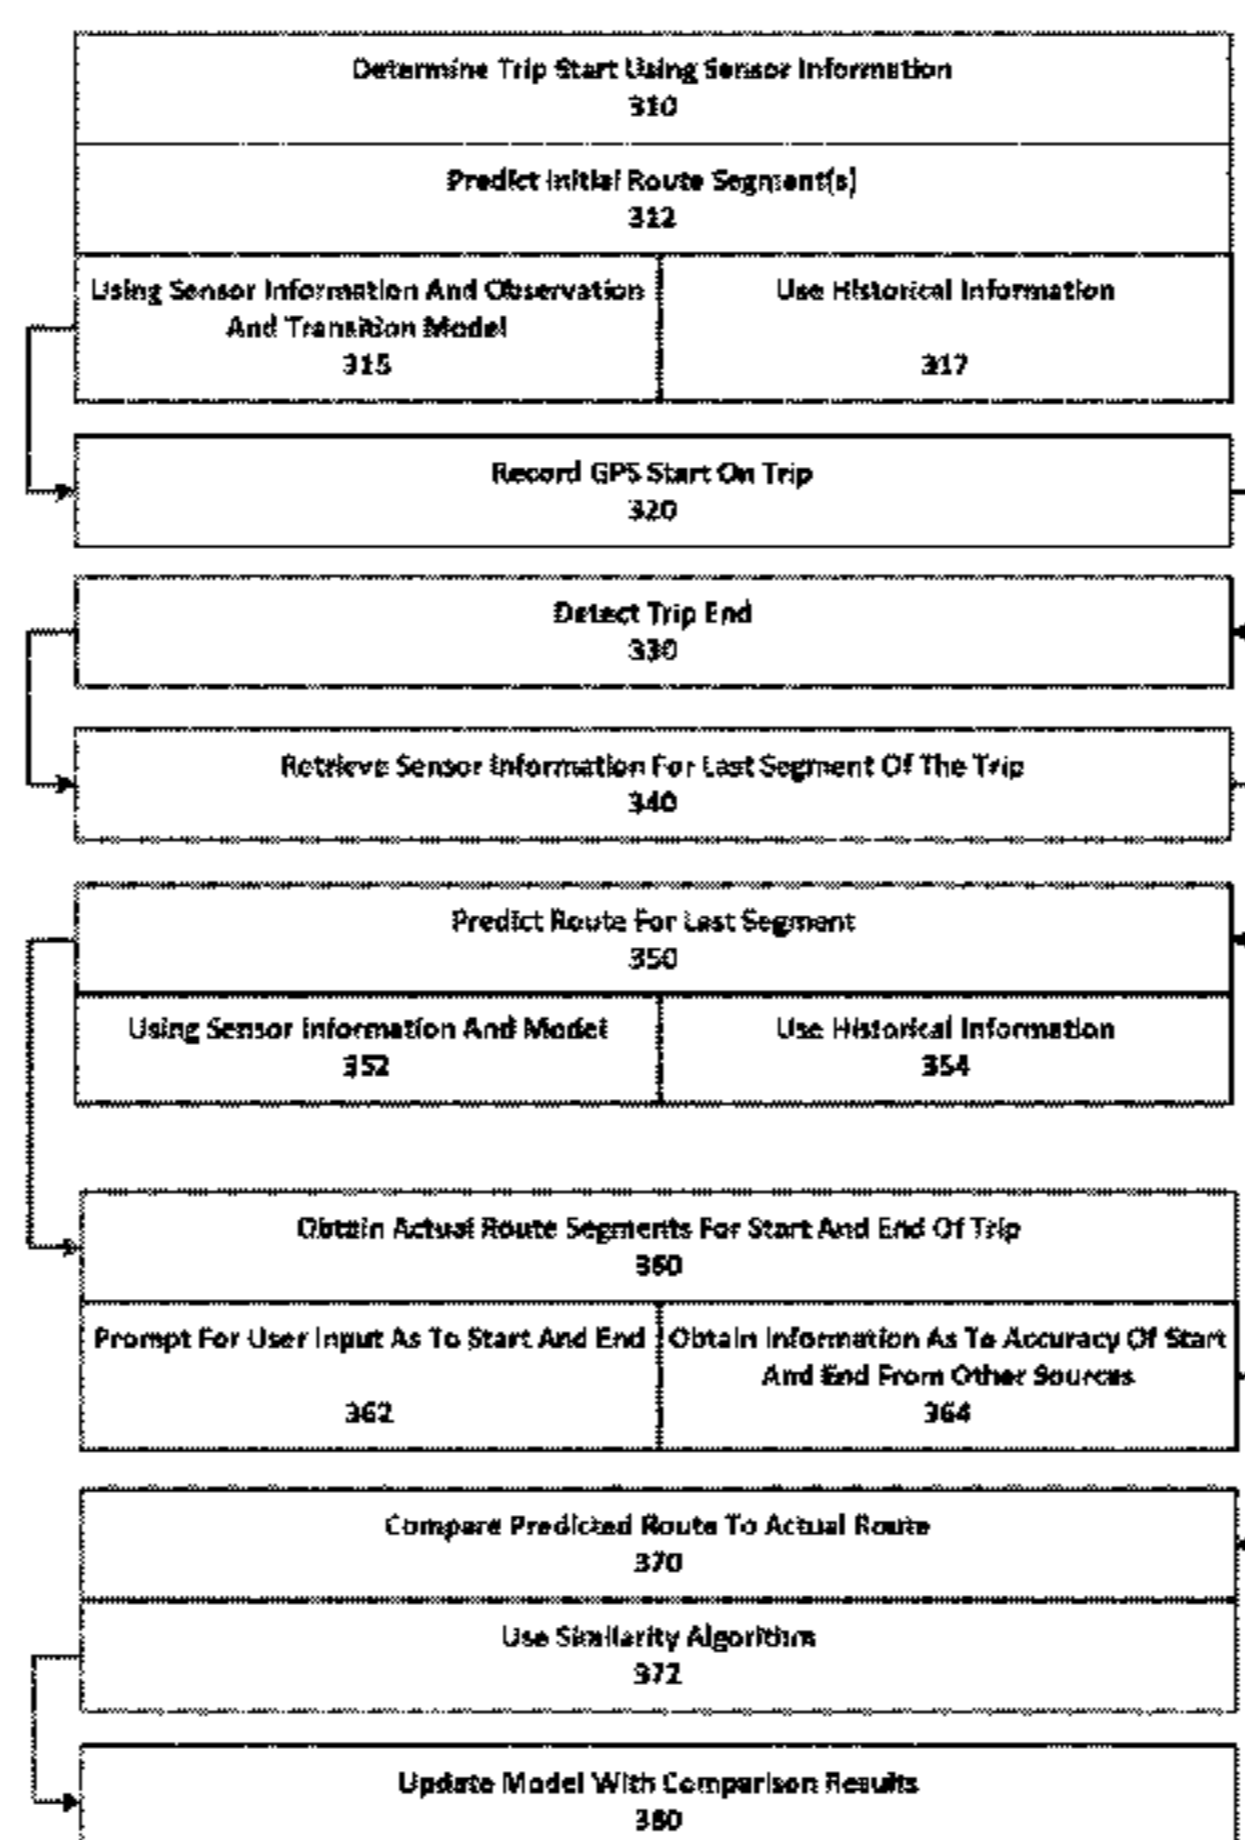 Determine Trip Start Using Sensor Information
310
Predict Initial Route Segment(s)
312
Using Sensor Information And Observation
And Transition Model
315
Use Historical Information
317
Record GPS Start On Trip
320
Detect Trip End
330
Retrieve Sensor Information For Last Segment Of The Trip
340
Predict Route For Last Segment
350
Using Sensor Information And Model
352
Use Historical Information
354
Obtain Actual Route Segments For Start And End Of Trip
360
Prompt For User Input As To Start And End
362
Obtain Information As To Accuracy Of Start
And End From Other Sources
364
Compare Predicted Route To Actual Route
370
Use Similarity Algorithm
372
Update Model With Comparison Results
380